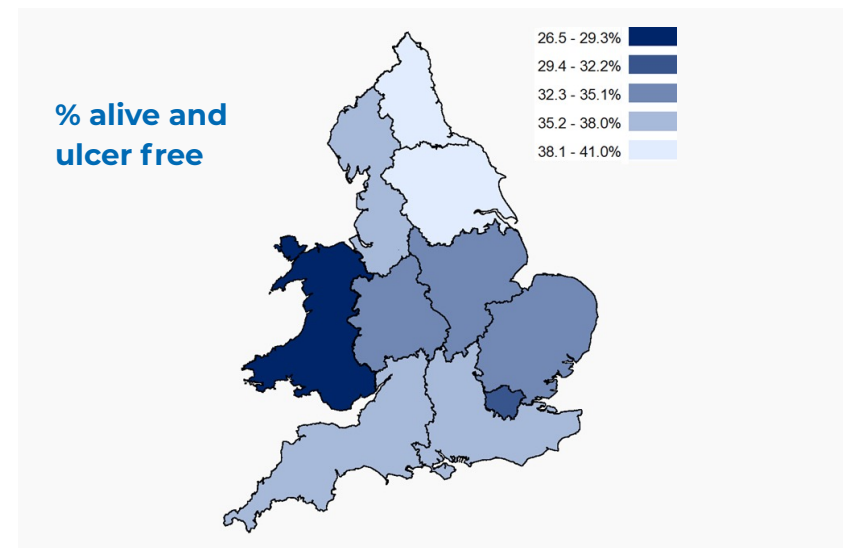 % alive and
ulcer free
26.5 - 29.3%
29.4 - 32.2%
32.3 - 35.1%
35.2 - 38.0%
38.1 - 41.0%